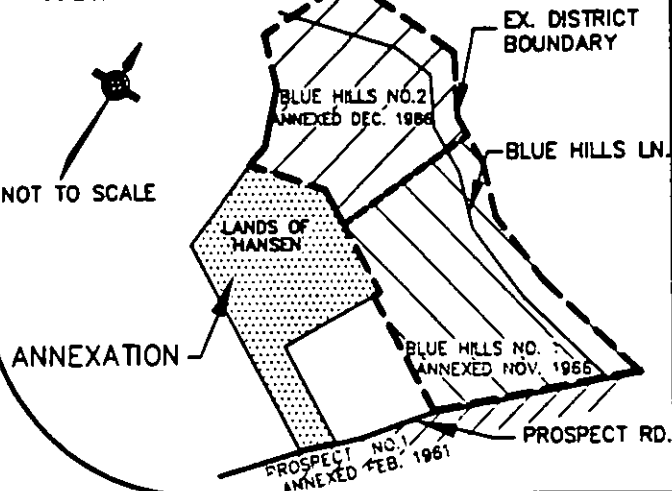 EX. DISTRICT
BOUNDARY
BLUE HILLS NO.2
ANNEXED DEC. 1966
BLUE HILLS LN.
NOT TO SCALE
LANDS OF
HANSEN
ANNEXATION
BLUE HILLS NO.
ANNEXED NOV. 1966
PROSPECT RD.
PROSPECT NO.1
ANNEXED FEB. 1961